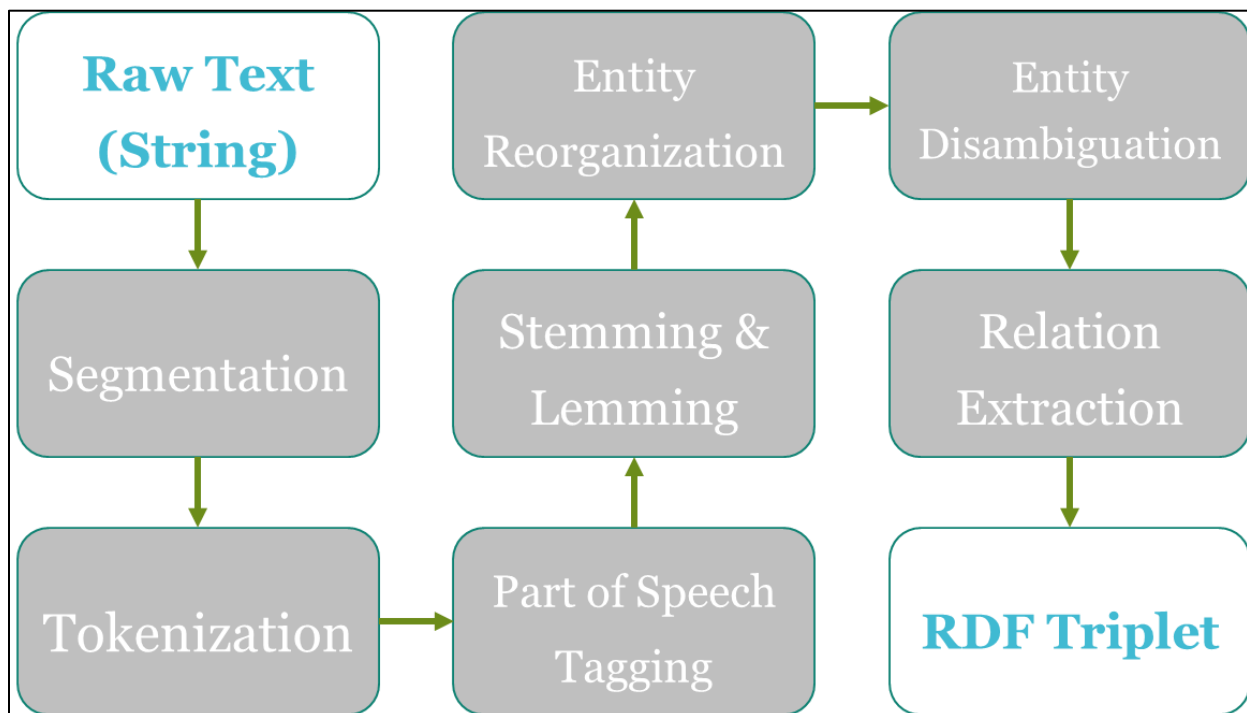 Raw Text
(String)
Segmentation
Tokenization
Part of Speech
Tagging
Stemming &
Lemming
Entity
Reorganization
Entity
Disambiguation
Relation
Extraction
RDF Triplet